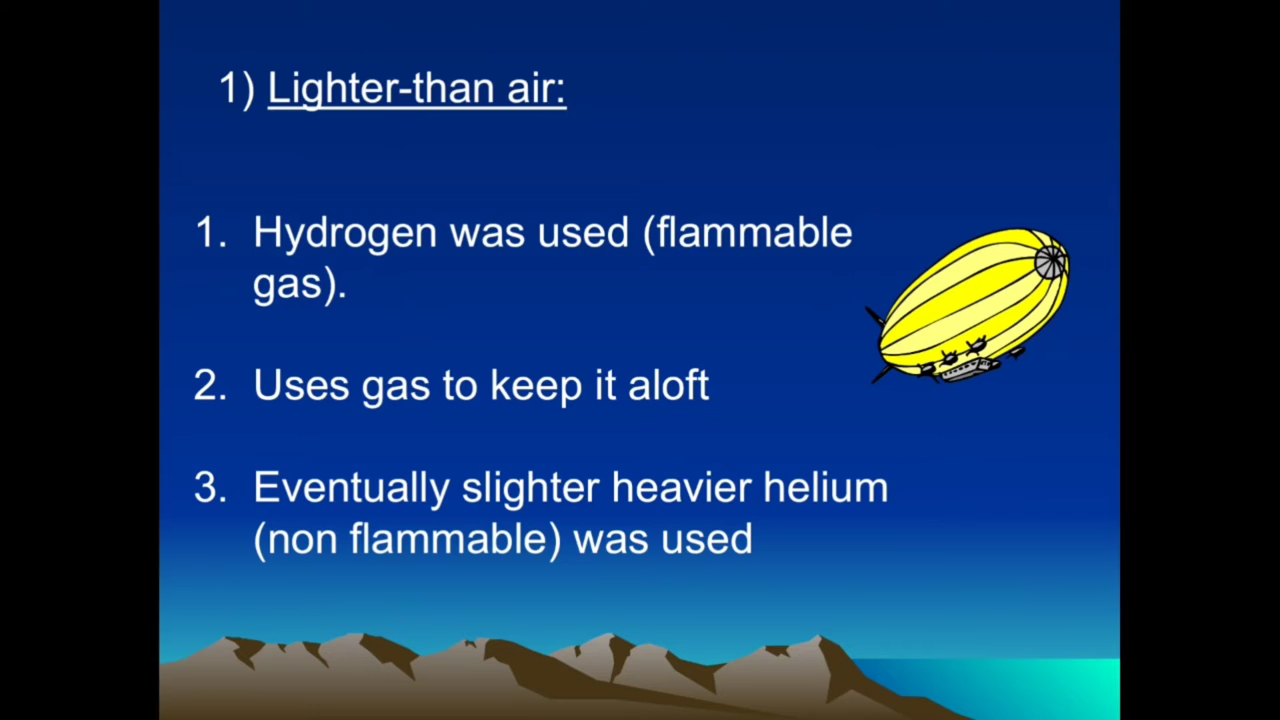 1) Lighter-than air:
1. Hydrogen was used (flammable
gas).
2. Uses gas to keep it aloft
3. Eventually slighter heavier helium
(non flammable) was used